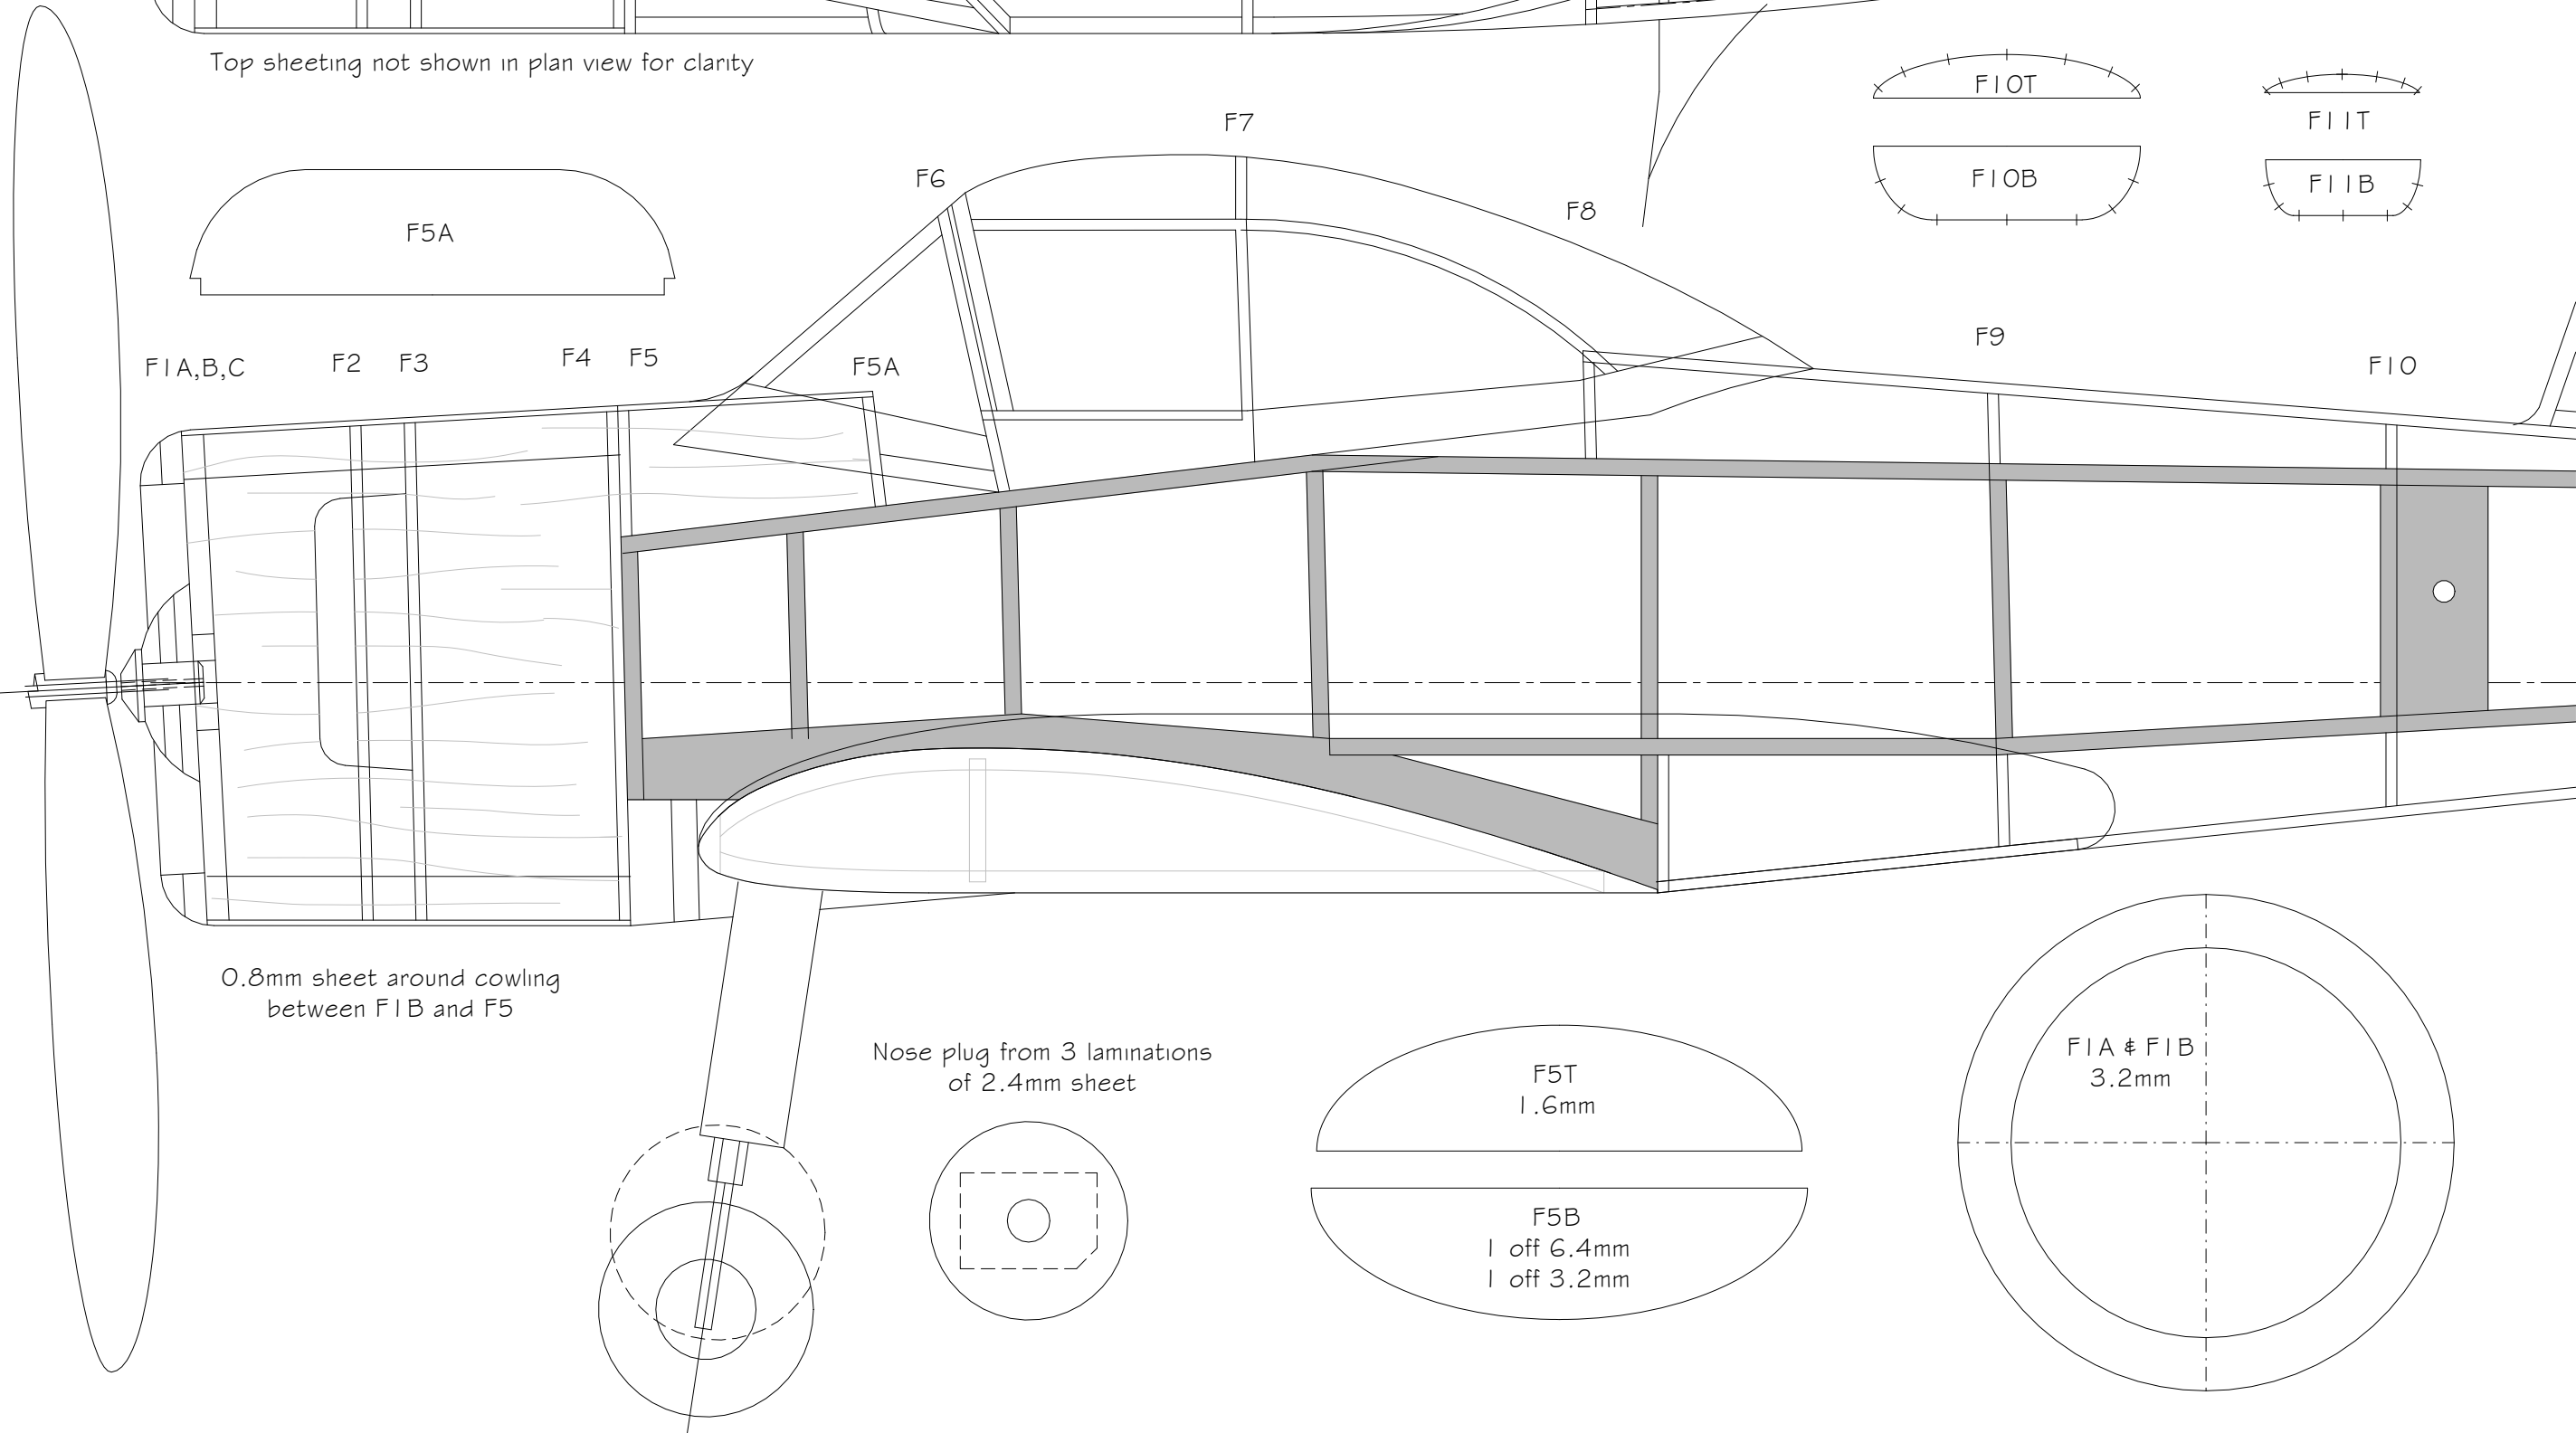 Top sheeting not shown in plan view for clarity
F10T
F11T
F7
F6
F10B
F11B
F8
F5A
F9
F1A,B,C
F2
F3
F4
F5
F5A
F10
0.8mm sheet around cowling
between F1B and F5
Nose plug from 3 laminations
of 2.4mm sheet
F5T
1.6mm
F5B
1 off 6.4mm
1 off 3.2mm
F1A & F1B
3.2mm